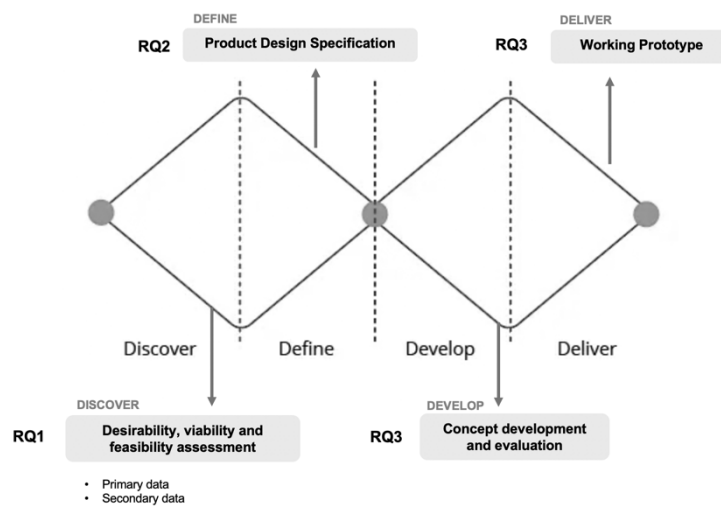 DEFINE
RQ2
Product Design Specification
DELIVER
RQ3
Working Prototype
Discover
Define
Develop
Deliver
DISCOVER
RQ1
Desirability, viability and
feasibility assessment
• Primary data
• Secondary data
DEVELOP
RQ3
Concept development
and evaluation